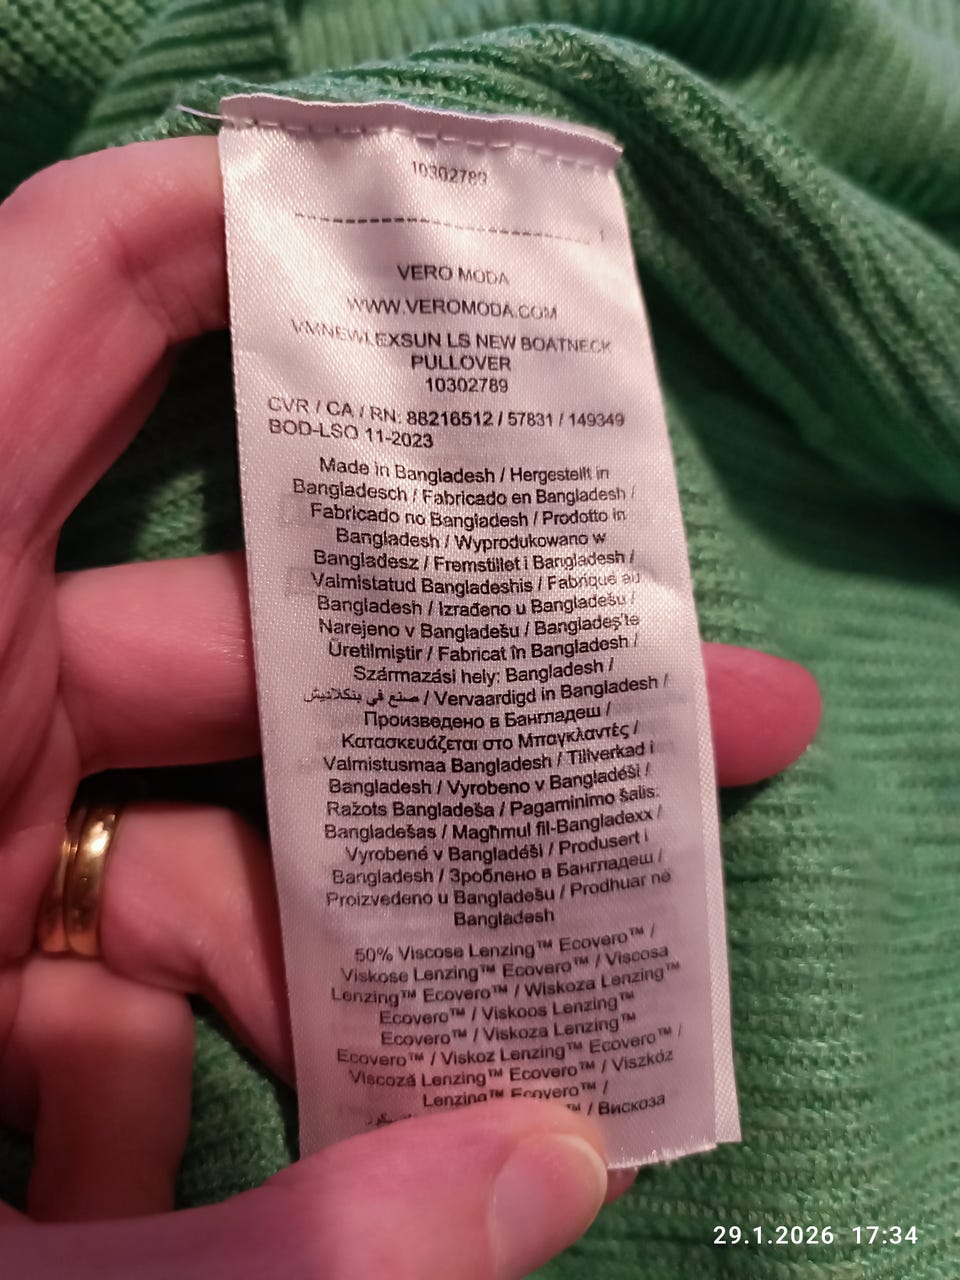 10302789
VERO MODA
WWW.VEROMODA.COM
VMNEWLEXSUN LS NEW BOATNECK
PULLOVER
10302789
CVR / CA / RN: 88216512 / 57831 / 149349
BOD-LSO 11-2023
Made in Bangladesh / Hergestellt in
Bangladesch / Fabricado en Bangladesh /
Fabricado no Bangladesh / Prodotto in
Bangladesh / Wyprodukowano w
Bangladesz / Fremstillet i Bangladesh /
Valmistatud Bangladeshis / Fabriqué au
Bangladesh / Izrađeno u Bangladešu /
Narejeno v Bangladešu / Bangladeş'te
Üretilmiştir / Fabricat în Bangladesh /
Származási hely: Bangladesh /
صنع في بنكلاديش / Vervaardigd in Bangladesh /
Произведено в Бангладеш /
Κατασκευάζεται στο Μπαγκλαντές /
Valmistusmaa Bangladesh / Tillverkad i
Bangladesh / Vyrobeno v Bangladéši /
Ražots Bangladeša / Pagaminimo šalis:
Bangladešas / Magħmul fil-Bangladexx /
Vyrobené v Bangladéši / Produsert i
Bangladesh / Зроблено в Бангладеш /
Proizvedeno u Bangladešu / Prodhuar në
Bangladesh
50% Viscose Lenzing™ Ecovero™ /
Viskose Lenzing™ Ecovero™ / Viscosa
Lenzing™ Ecovero™ / Wiskoza Lenzing™
Ecovero™ / Viskoos Lenzing™
Ecovero™ / Viskoza Lenzing™
Ecovero™ / Viskoz Lenzing™ Ecovero™ /
Viscoză Lenzing™ Ecovero™ / Viszkóz
Lenzing™ Ecovero™ /
™ / Вискоза
29.1.2026 17:34